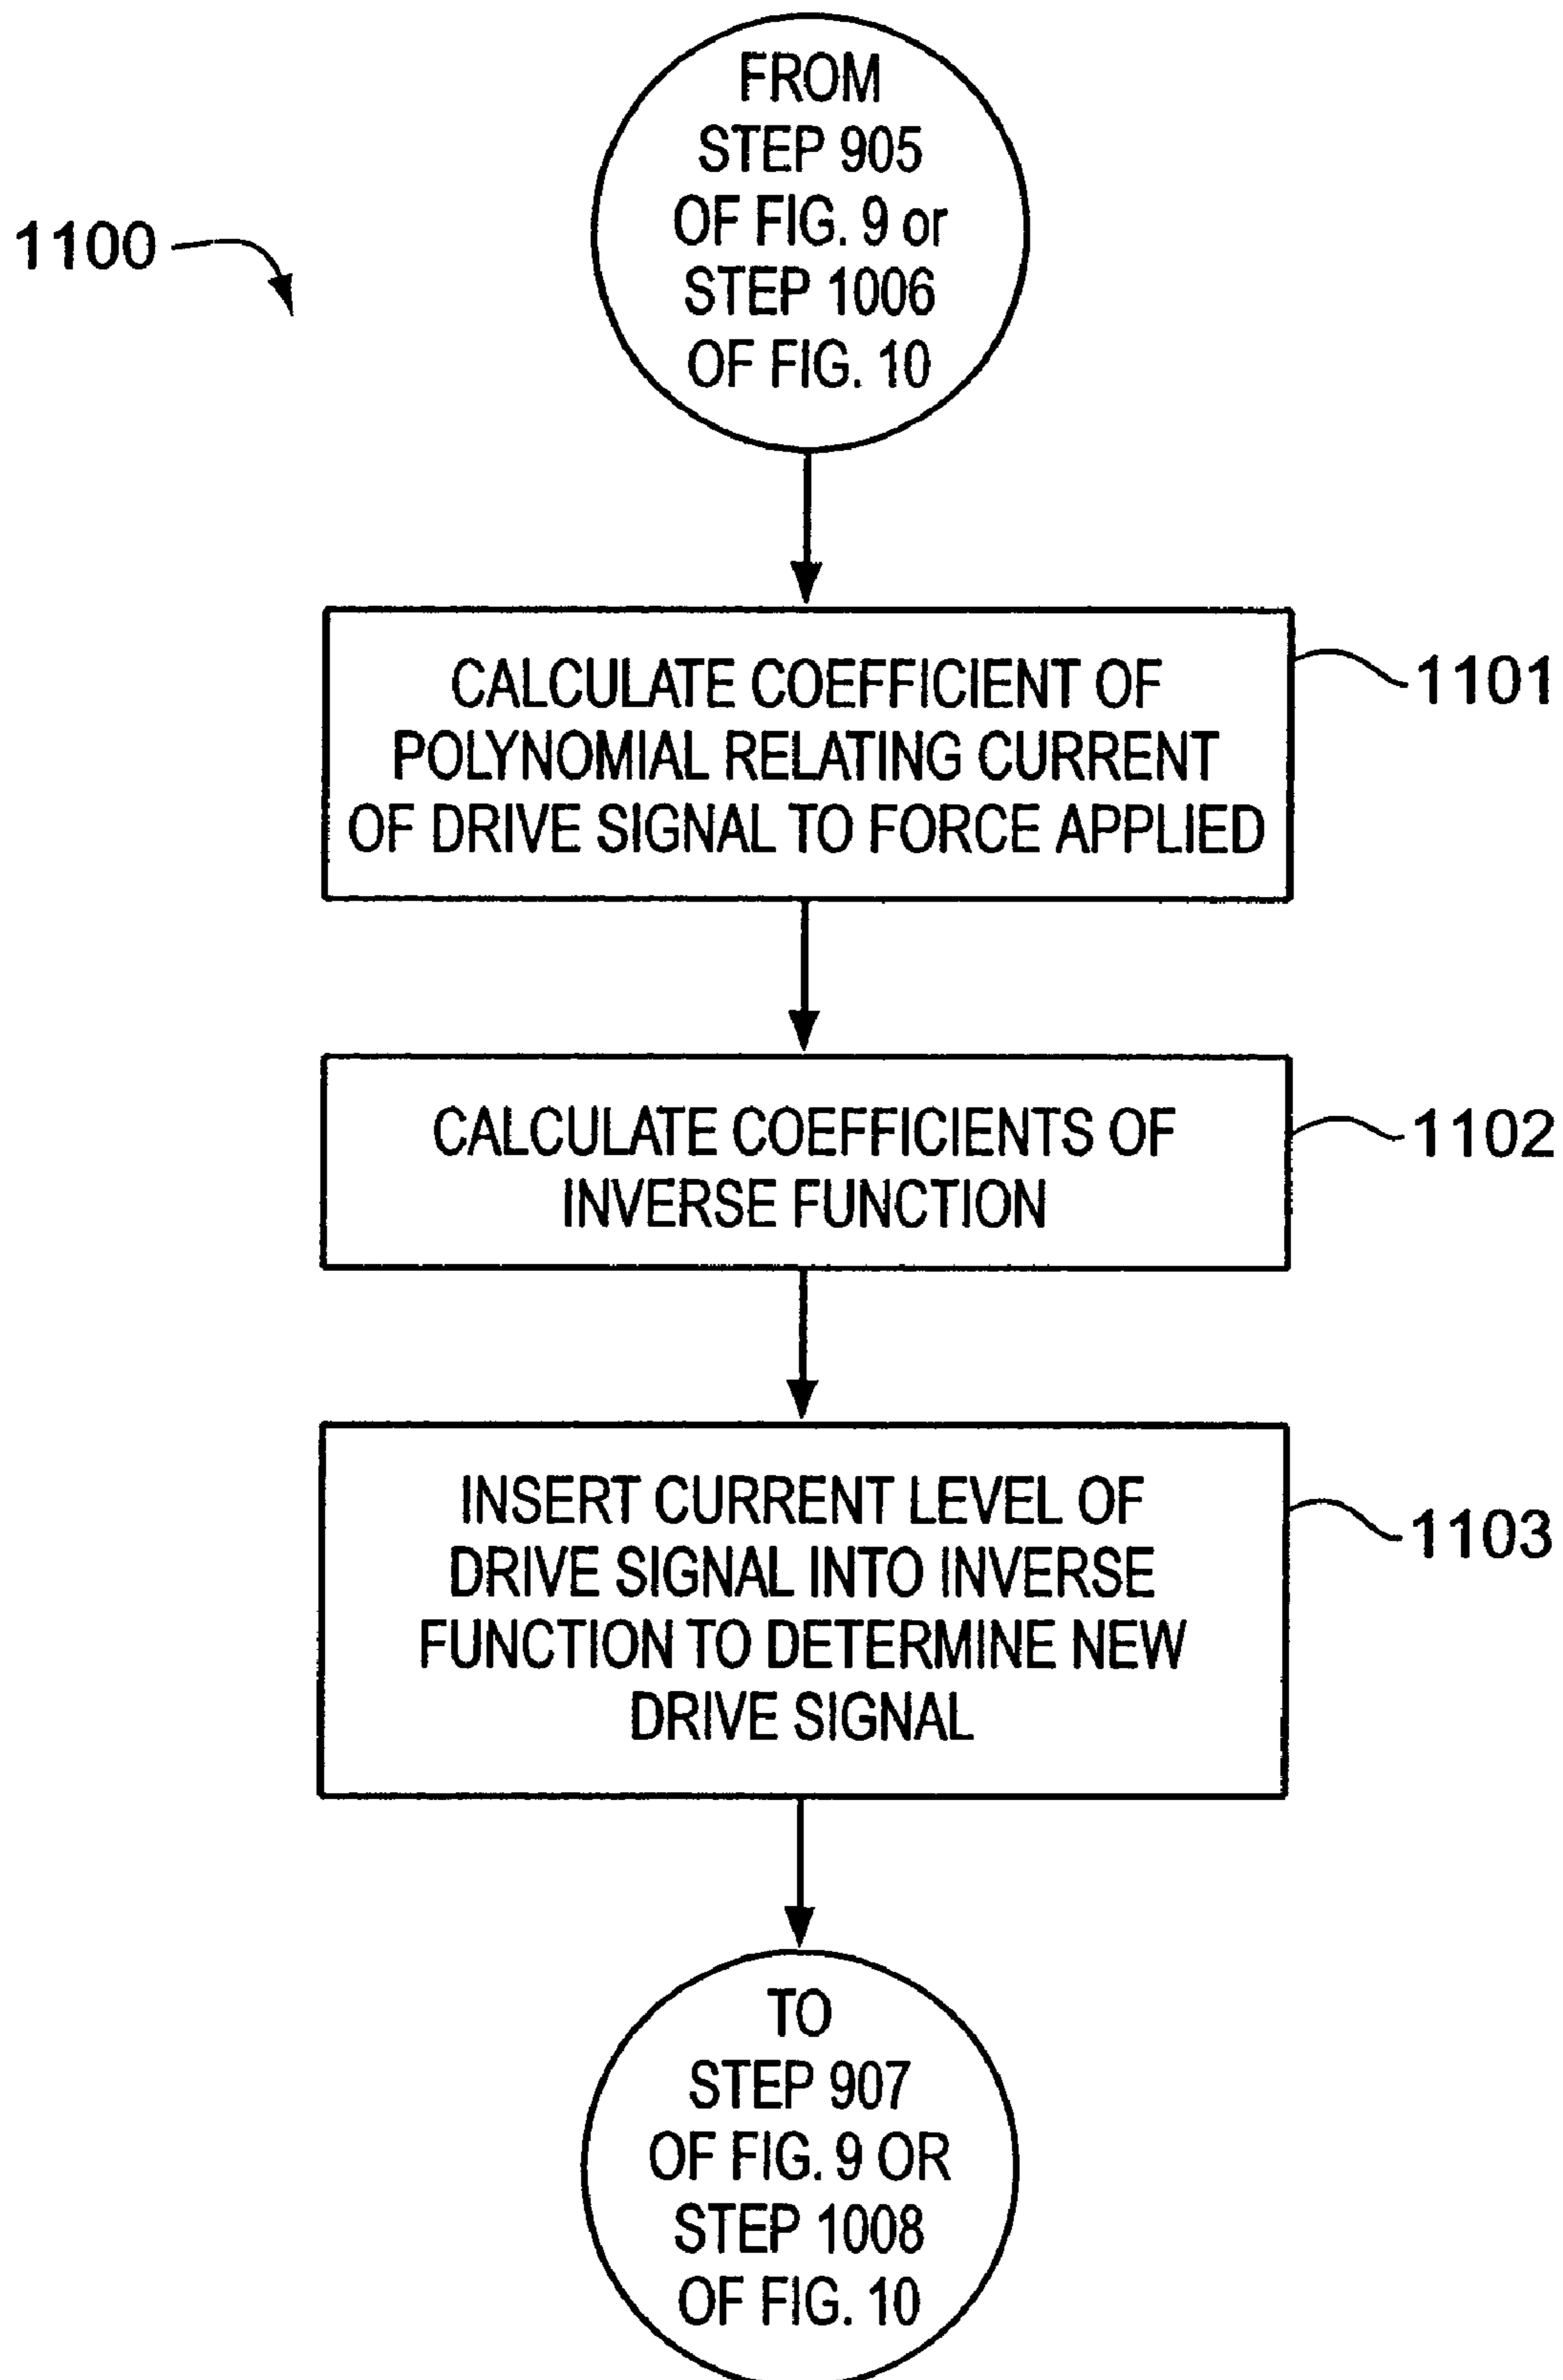 FROM
STEP 905
OF FIG. 9 or
STEP 1006
OF FIG. 10
1100
CALCULATE COEFFICIENT OF
POLYNOMIAL RELATING CURRENT
OF DRIVE SIGNAL TO FORCE APPLIED
1101
CALCULATE COEFFICIENTS OF
INVERSE FUNCTION
1102
INSERT CURRENT LEVEL OF
DRIVE SIGNAL INTO INVERSE
FUNCTION TO DETERMINE NEW
DRIVE SIGNAL
1103
TO
STEP 907
OF FIG. 9 OR
STEP 1008
OF FIG. 10